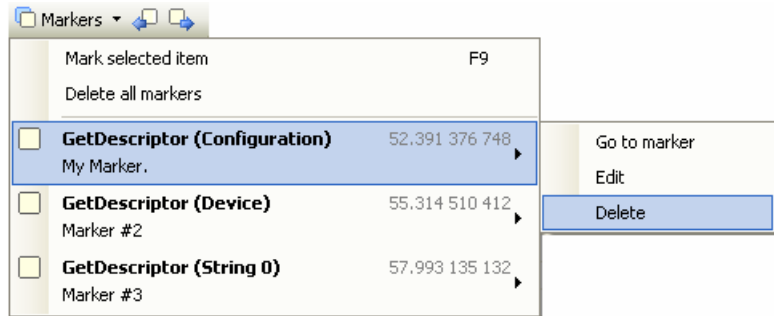 Markers
Mark selected item F9
Delete all markers
GetDescriptor (Configuration) 52.391 376 748
My Marker.
GetDescriptor (Device) 55.314 510 412
Marker #2
GetDescriptor (String 0) 57.993 135 132
Marker #3
Go to marker
Edit
Delete